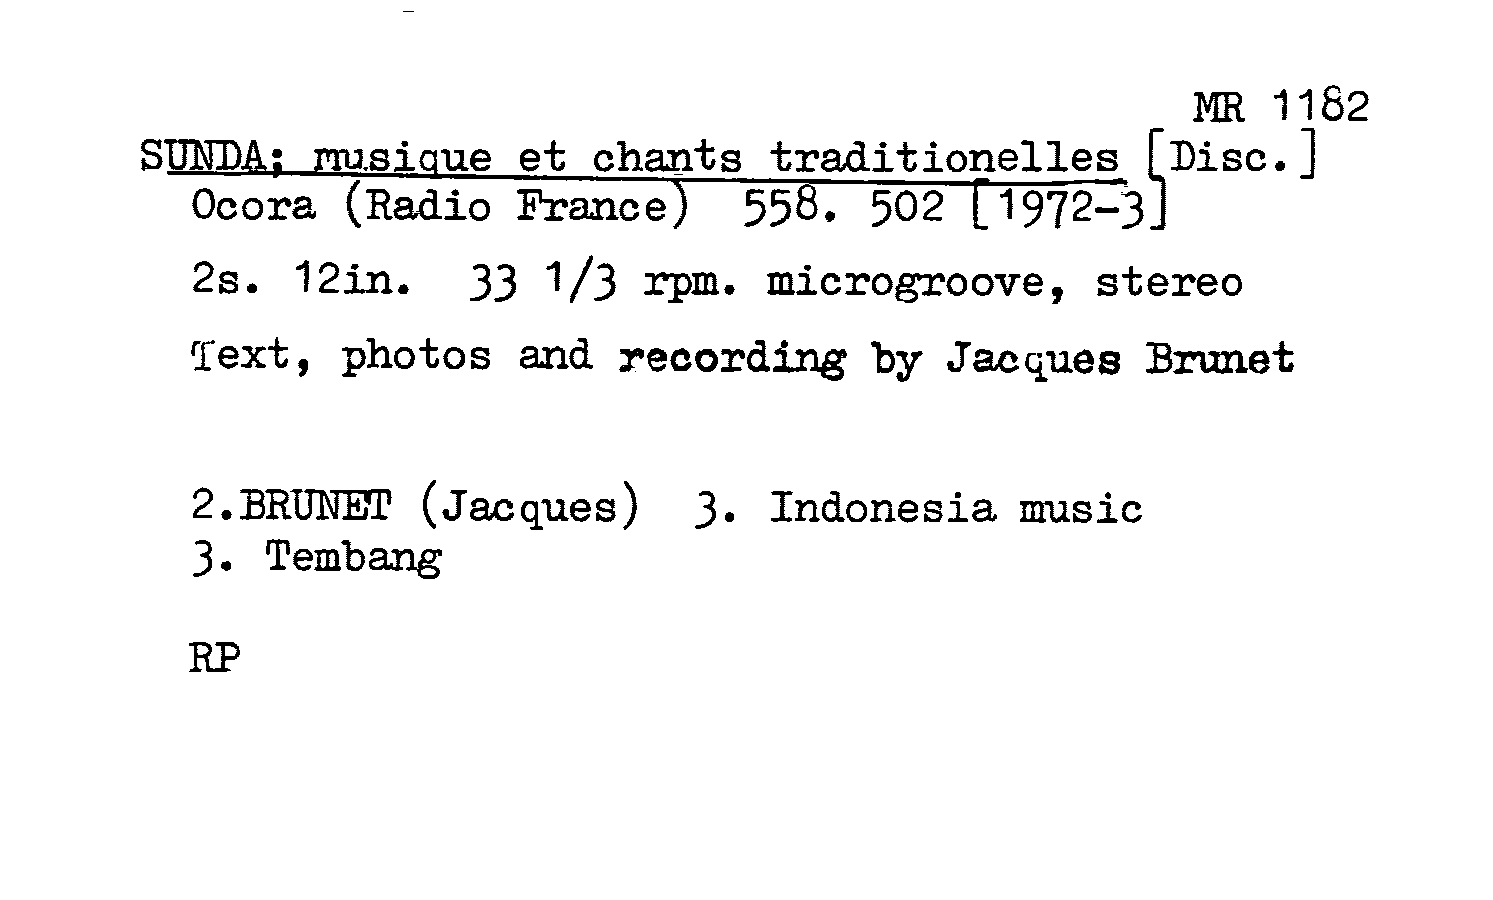 MR 1182
SUNDA; musique et chants traditionelles [Disc.]
Ocora (Radio France) 558. 502 [1972-3]
2s. 12in. 33 1/3 rpm. microgroove, stereo
Text, photos and recording by Jacques Brunet
2.BRUNET (Jacques) 3. Indonesia music
3. Tembang
RP